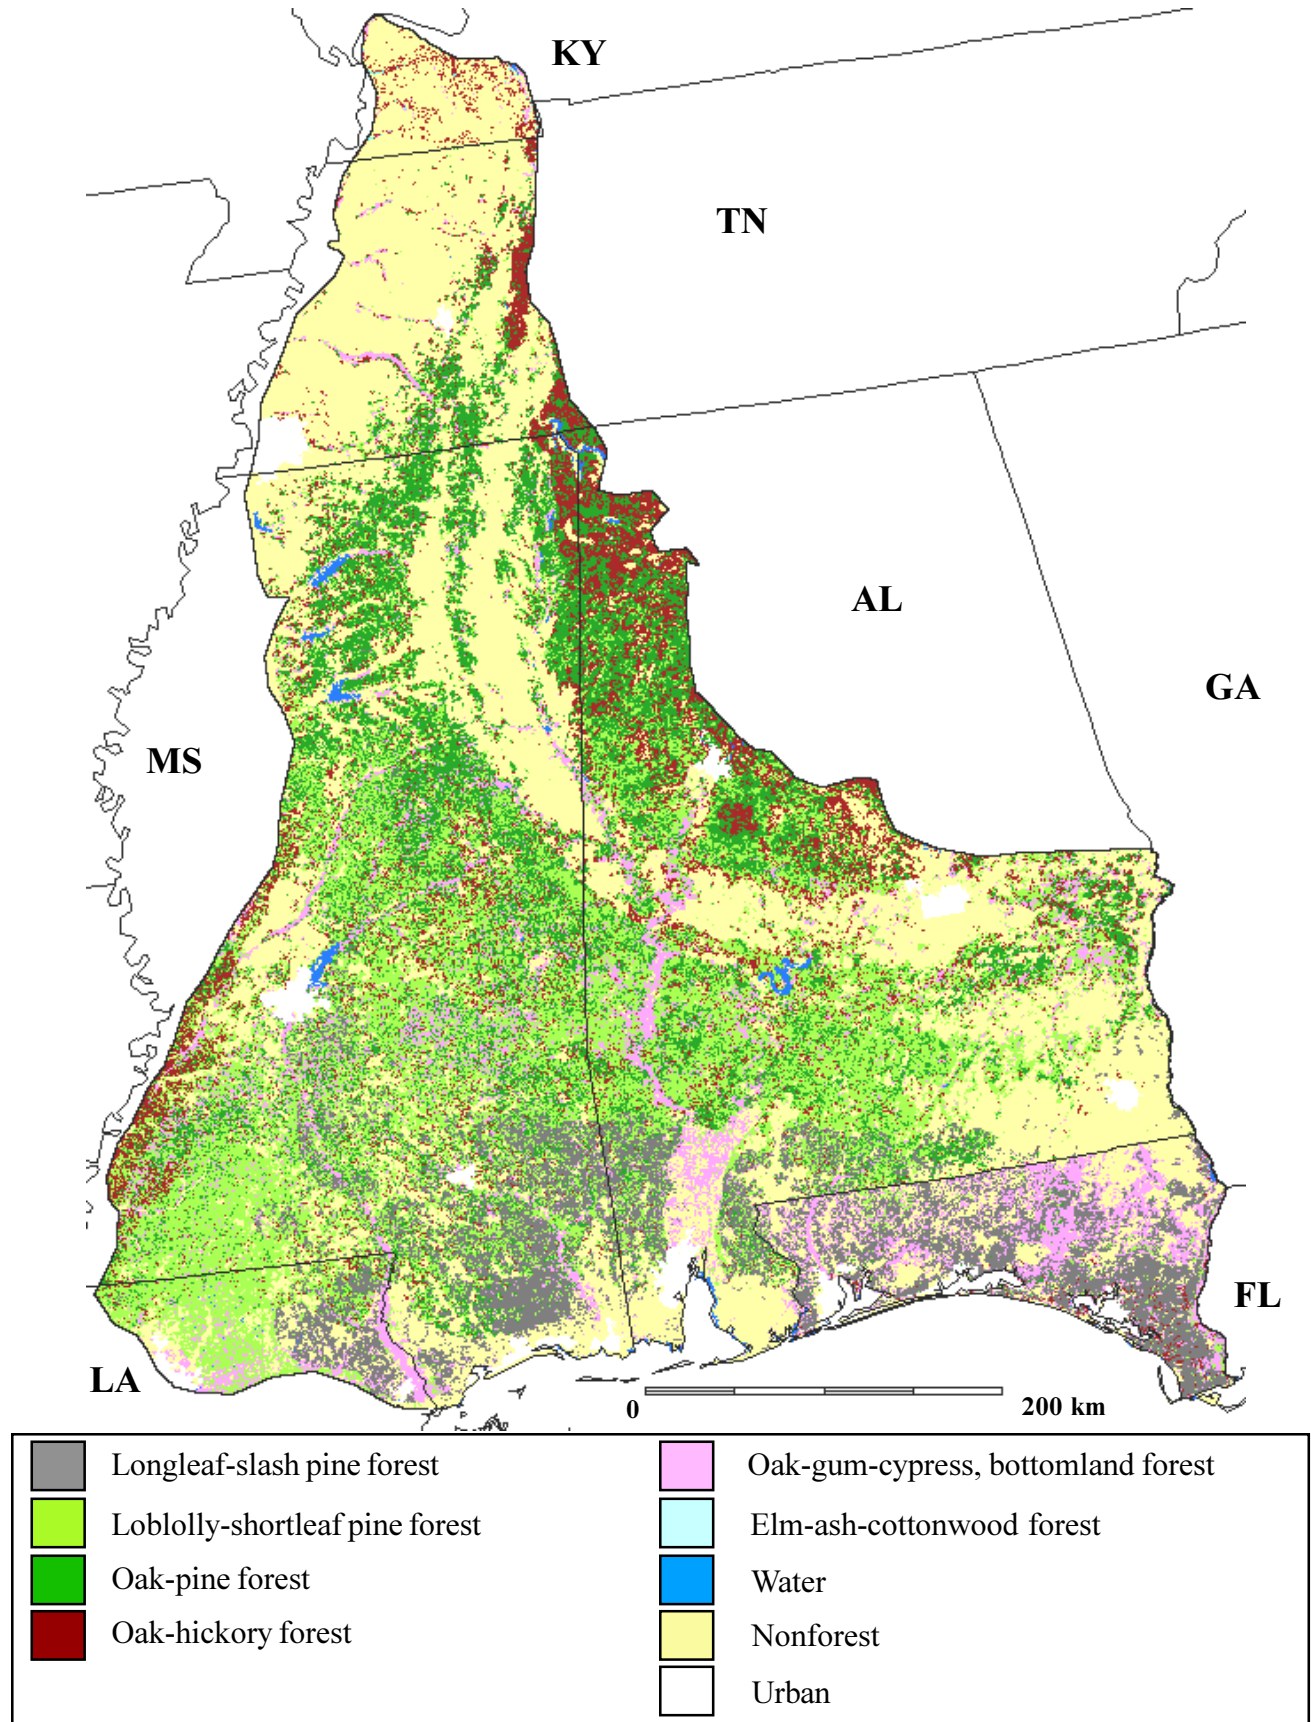 KY
TN
AL
GA
MS
FL
LA
0
200 km
Longleaf-slash pine forest
Loblolly-shortleaf pine forest
Oak-pine forest
Oak-hickory forest
Oak-gum-cypress, bottomland forest
Elm-ash-cottonwood forest
Water
Nonforest
Urban